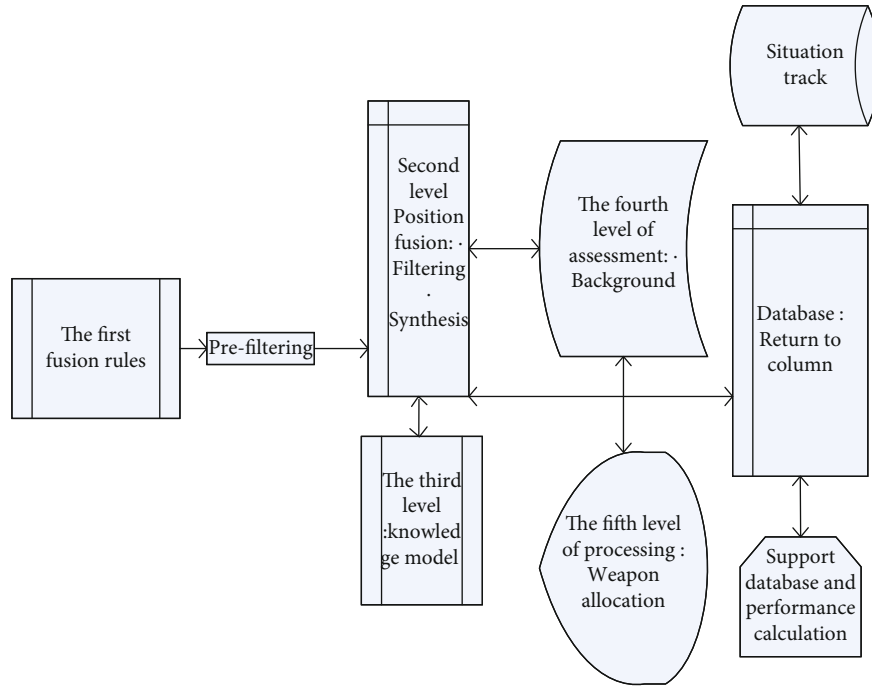 The first
fusion rules
Pre-filtering
Second
level
Position
fusion: ·
Filtering
·
Synthesis
The third
level
:knowled
ge model
The fourth
level of
assessment: ·
Background
The fifth level
of processing :
Weapon
allocation
Situation
track
Database :
Return to
column
Support
database and
performance
calculation